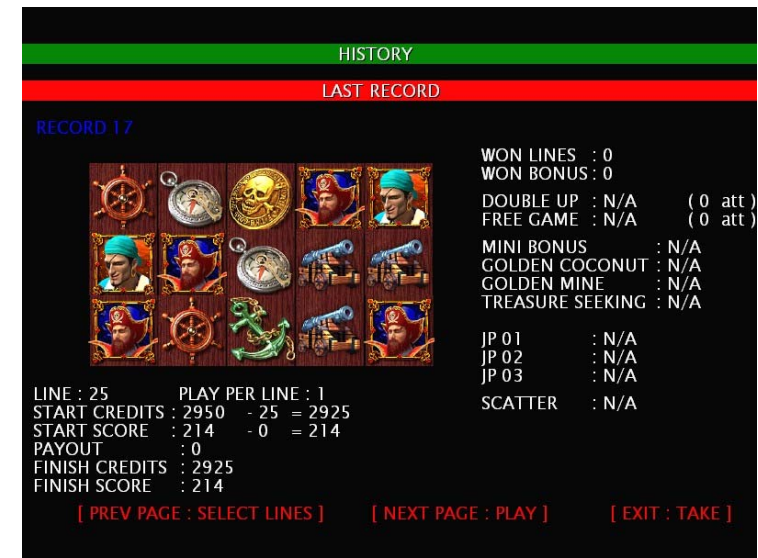 HISTORY
LAST RECORD
RECORD 17
WON LINES : 0
WON BONUS : 0
DOUBLE UP : N/A ( 0 att )
FREE GAME : N/A ( 0 att )
MINI BONUS : N/A
GOLDEN COCONUT : N/A
GOLDEN MINE : N/A
TREASURE SEEKING : N/A
JP 01 : N/A
JP 02 : N/A
JP 03 : N/A
SCATTER : N/A
LINE : 25 PLAY PER LINE : 1
START CREDITS : 2950 - 25 = 2925
START SCORE : 214 - 0 = 214
PAYOUT : 0
FINISH CREDITS : 2925
FINISH SCORE : 214
[ PREV PAGE : SELECT LINES ] [ NEXT PAGE : PLAY ] [ EXIT : TAKE ]